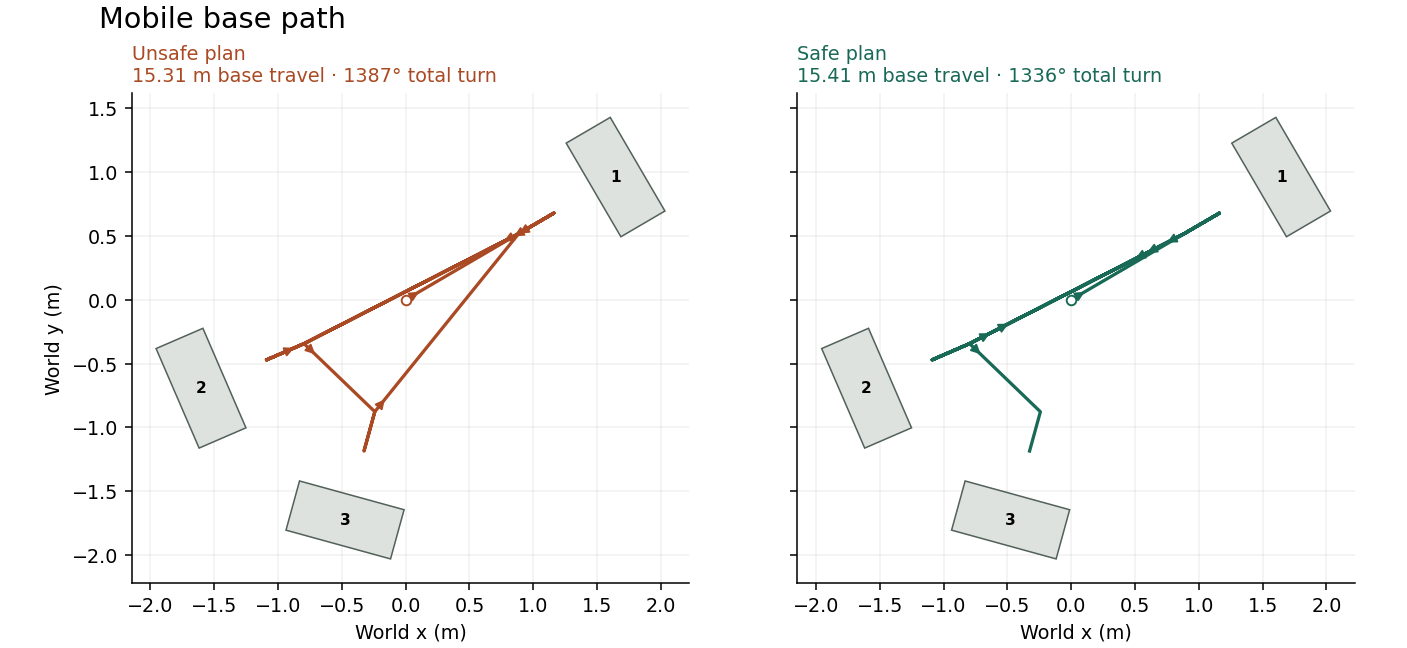 Mobile base path
Unsafe plan
15.31 m base travel · 1387° total turn
1.5
1.0
0.5
0.0
−0.5
−1.0
−1.5
−2.0
World y (m)
1
2
3
−2.0 −1.5 −1.0 −0.5 0.0 0.5 1.0 1.5 2.0
World x (m)
Safe plan
15.41 m base travel · 1336° total turn
1
2
3
−2.0 −1.5 −1.0 −0.5 0.0 0.5 1.0 1.5 2.0
World x (m)